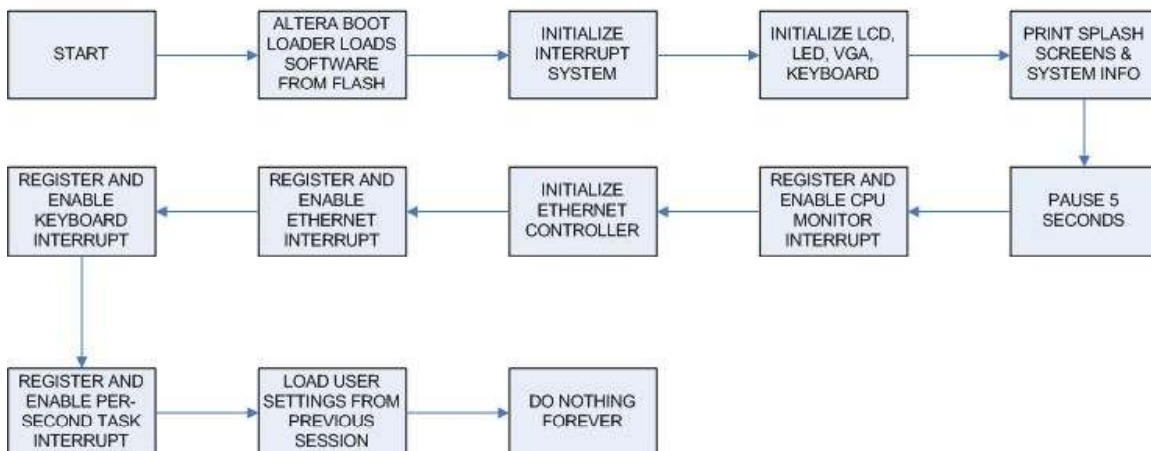 START
ALTERA BOOT
LOADER LOADS
SOFTWARE
FROM FLASH
INITIALIZE
INTERRUPT
SYSTEM
INITIALIZE LCD,
LED, VGA,
KEYBOARD
PRINT SPLASH
SCREENS &
SYSTEM INFO
PAUSE 5
SECONDS
REGISTER AND
ENABLE CPU
MONITOR
INTERRUPT
INITIALIZE
ETHERNET
CONTROLLER
REGISTER AND
ENABLE
ETHERNET
INTERRUPT
REGISTER AND
ENABLE
KEYBOARD
INTERRUPT
REGISTER AND
ENABLE PER-
SECOND TASK
INTERRUPT
LOAD USER
SETTINGS FROM
PREVIOUS
SESSION
DO NOTHING
FOREVER